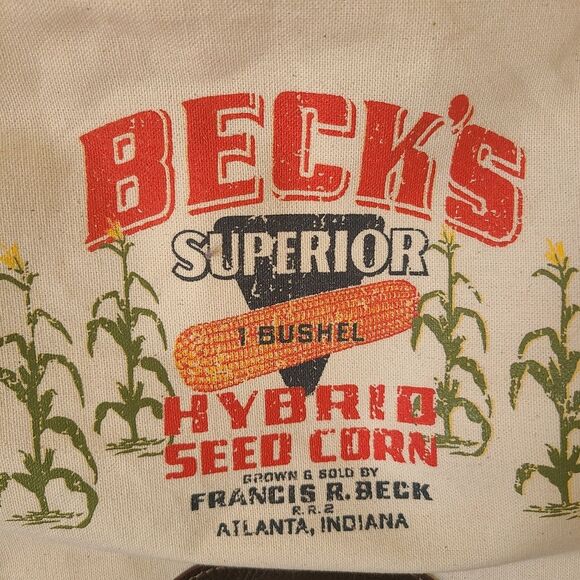 BECK'S
SUPERIOR
1 BUSHEL
HYBRID
SEED CORN
GROWN & SOLD BY
FRANCIS R. BECK
R.R.2
ATLANTA, INDIANA